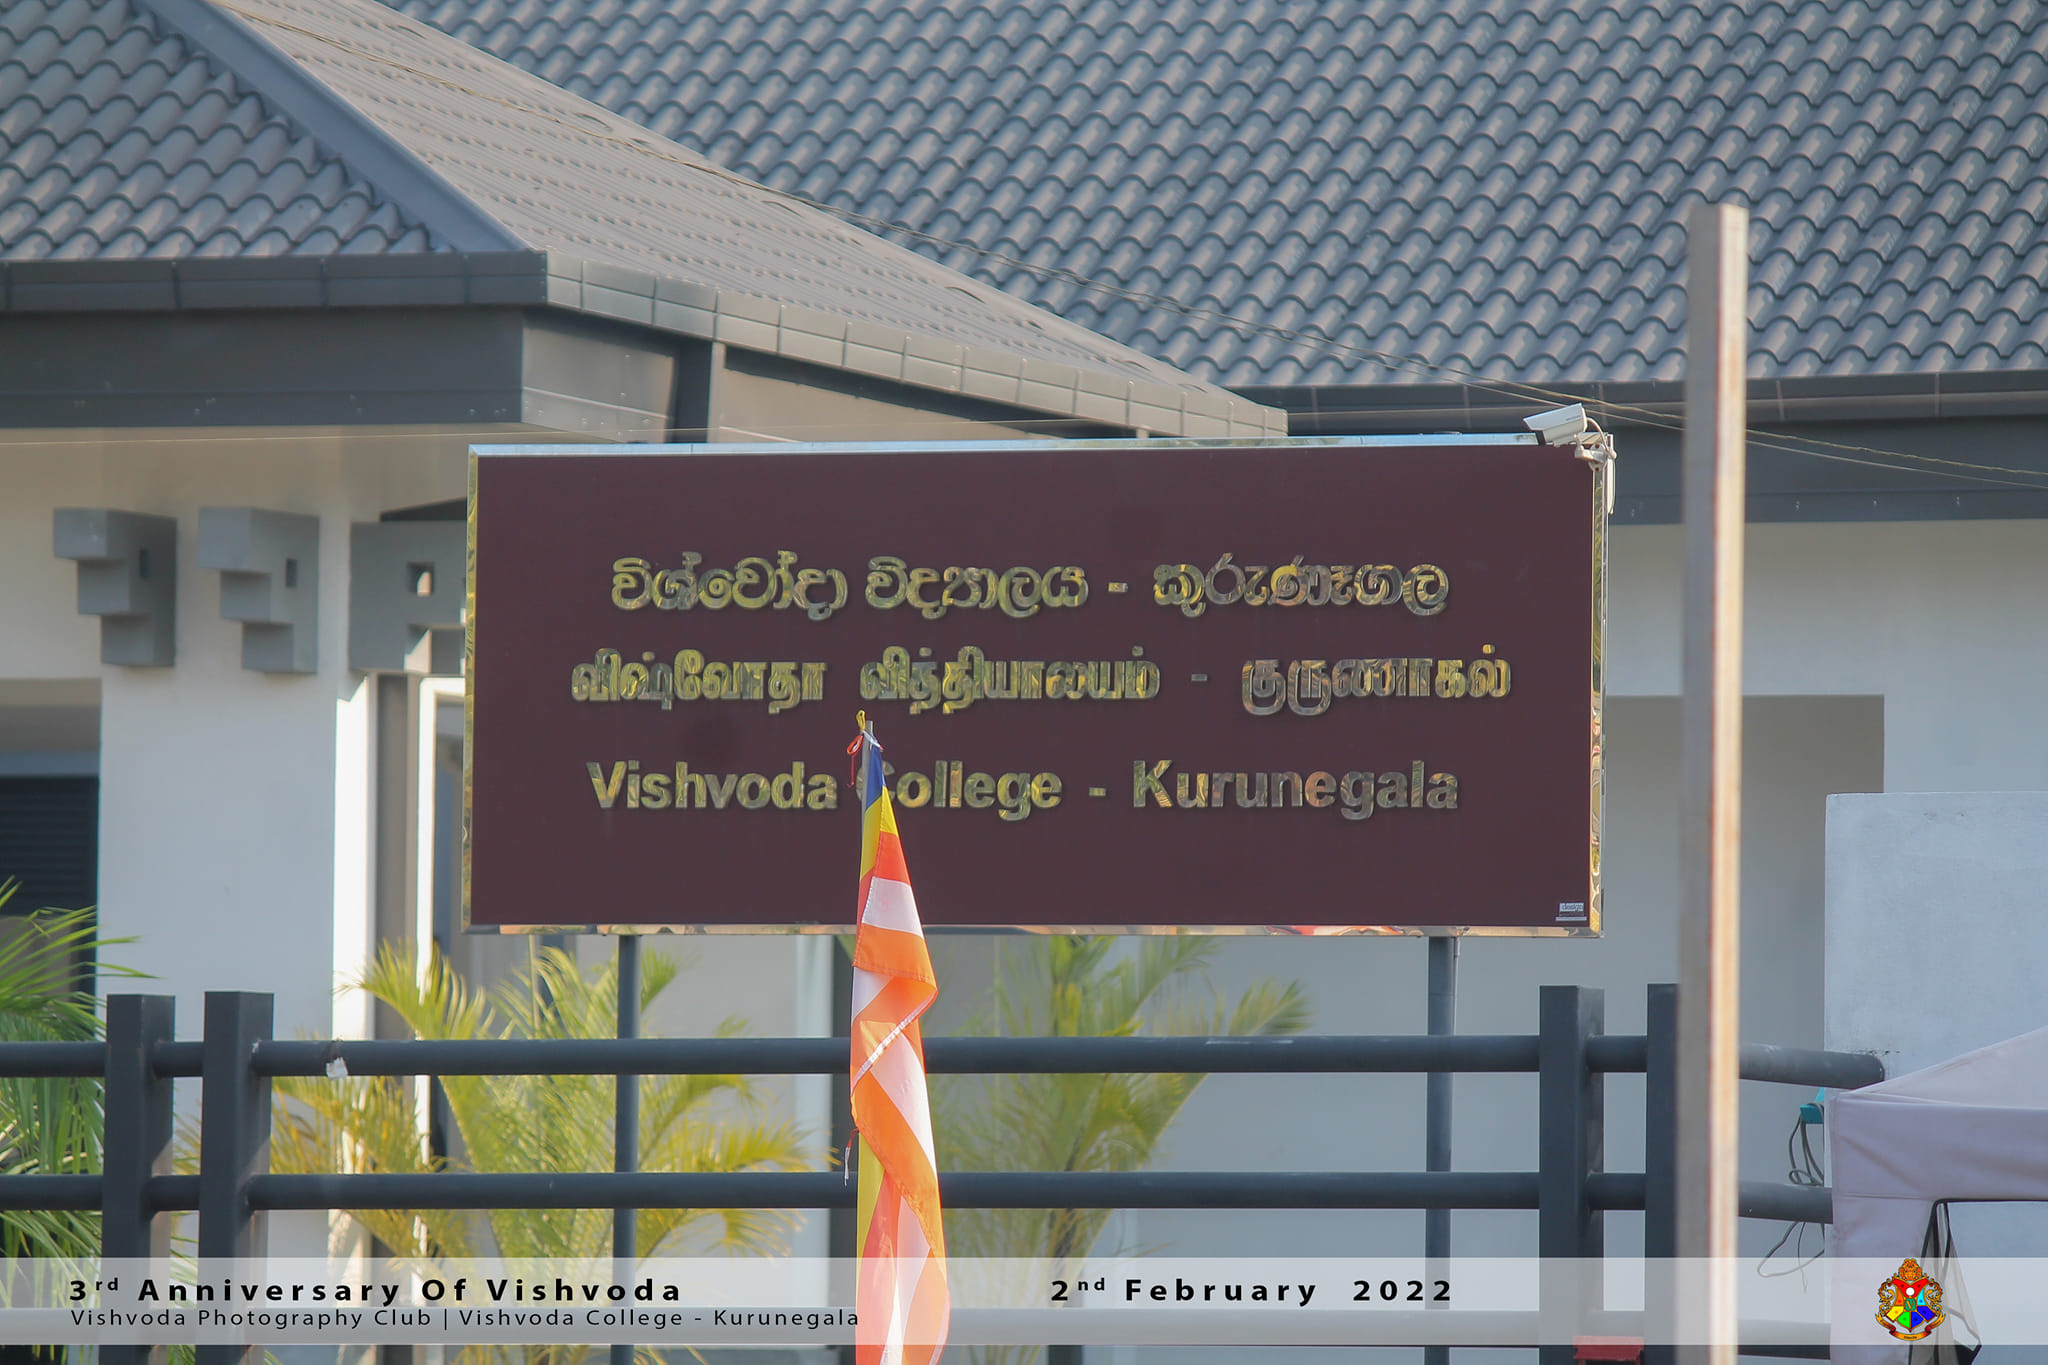 විශ්වෝදා විද්‍යාලය - කුරුණෑගල
விஷ்வோதா வித்தியாலயம் - குருணாகல்
Vishvoda College - Kurunegala
design
3rd Anniversary Of Vishvoda
2nd February 2022
Vishvoda Photography Club | Vishvoda College - Kurunegala